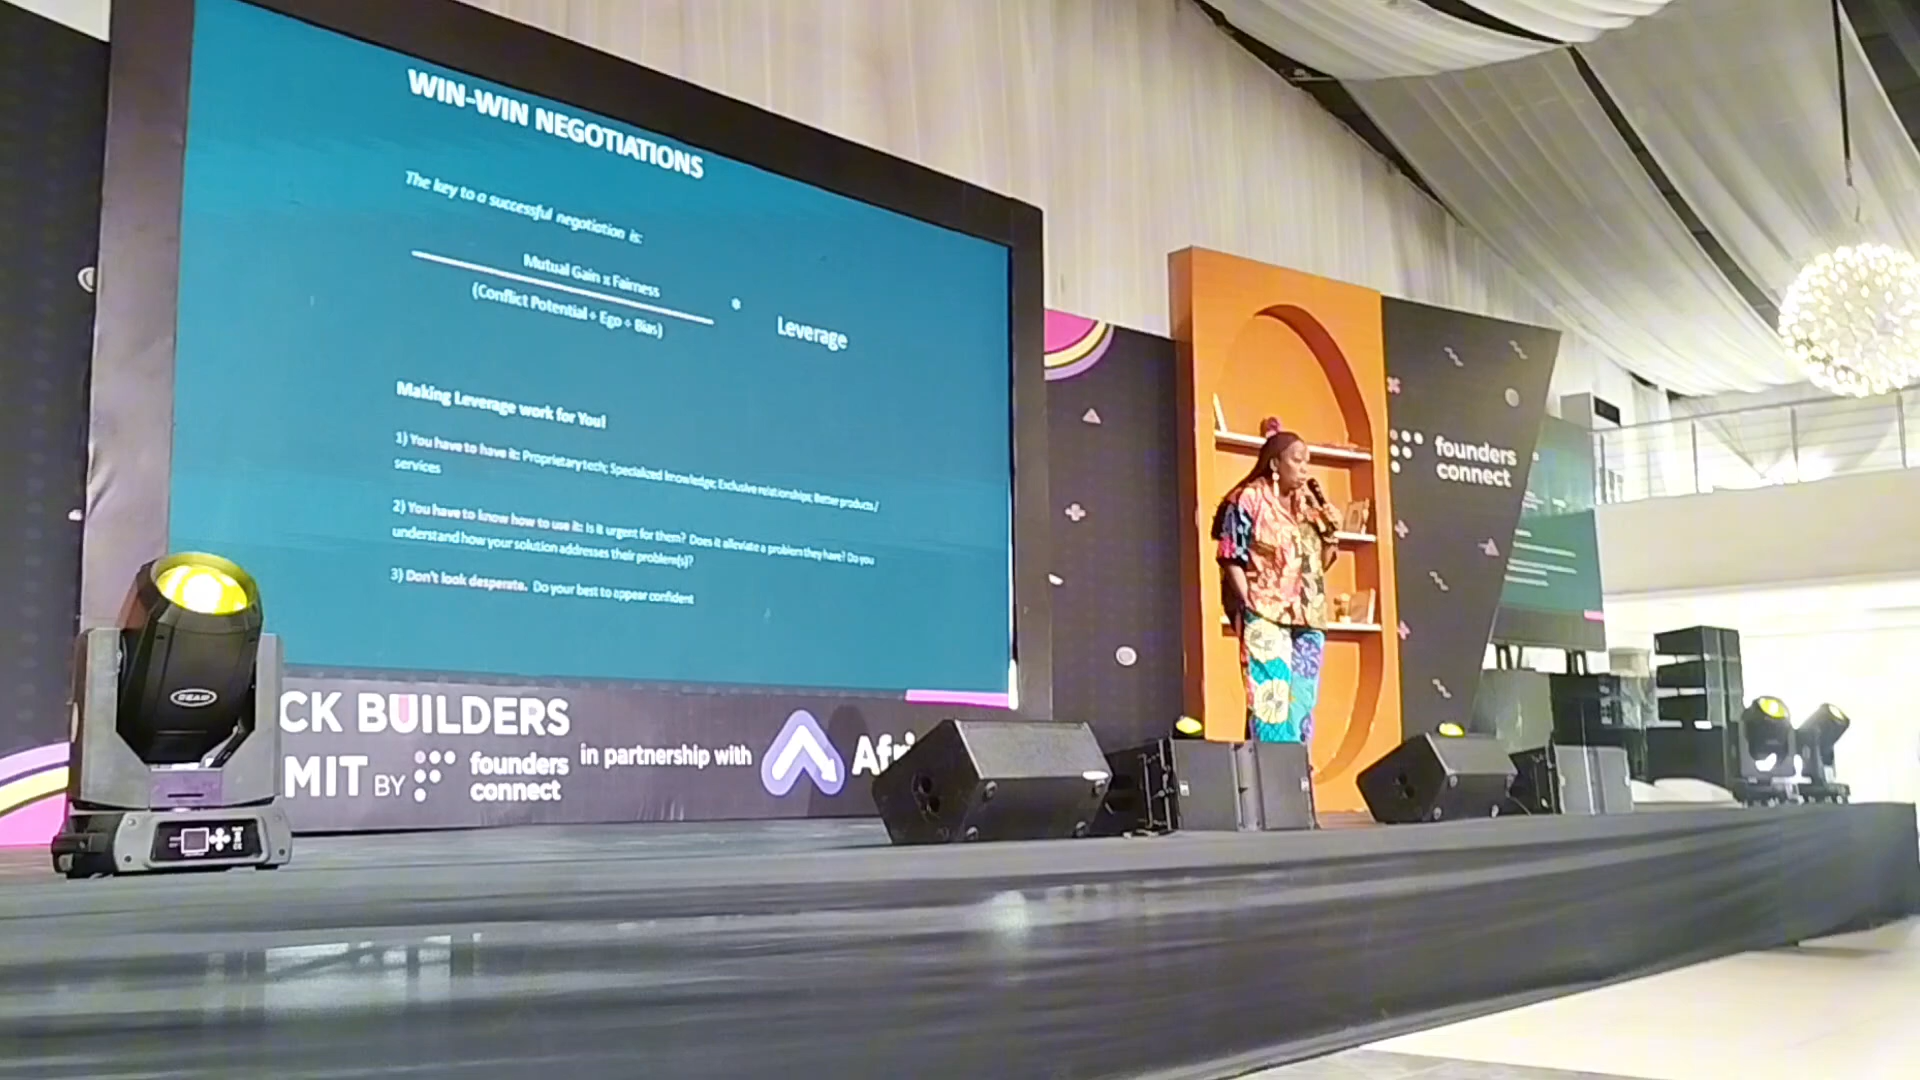 WIN-WIN NEGOTIATIONS
The key to a successful negotiation is:
Mutual Gain x Fairness
(Conflict Potential + Ego + Bias)
*
Leverage
Making Leverage work for You!
1) You have to have it: Proprietary tech; Specialized knowledge; Exclusive relationships; Better products /
services
2) You have to know how to use it: Is it urgent for them? Does it alleviate a problem they have? Do you
understand how your solution addresses their problem(s)?
3) Don't look desperate. Do your best to appear confident
founders
connect
CK BUILDERS
MIT BY founders
connect
in partnership with
Afri